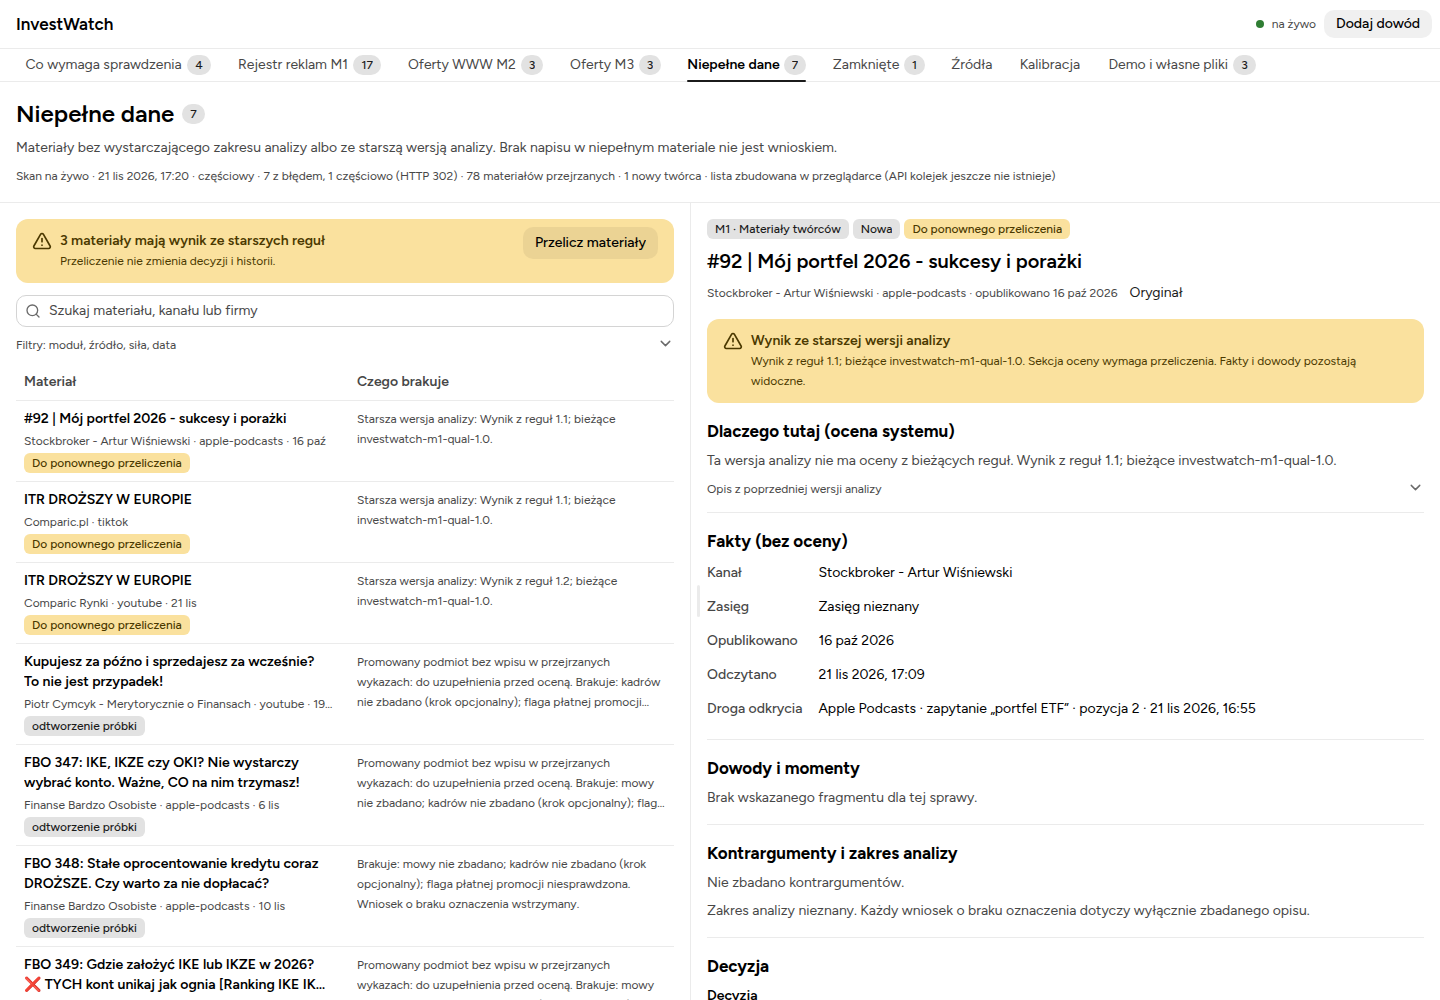 InvestWatch
na żywo
Dodaj dowód
Co wymaga sprawdzenia 4
Rejestr reklam M1 17
Oferty WWW M2 3
Oferty M3 3
Niepełne dane 7
Zamknięte 1
Źródła
Kalibracja
Demo i własne pliki 3
Niepełne dane 7
Materiały bez wystarczającego zakresu analizy albo ze starszą wersją analizy. Brak napisu w niepełnym materiale nie jest wnioskiem.
Skan na żywo · 21 lis 2026, 17:20 · częściowy · 7 z błędem, 1 częściowo (HTTP 302) · 78 materiałów przejrzanych · 1 nowy twórca · lista zbudowana w przeglądarce (API kolejek jeszcze nie istnieje)
3 materiały mają wynik ze starszych reguł
Przeliczenie nie zmienia decyzji i historii.
Przelicz materiały
Szukaj materiału, kanału lub firmy
Filtry: moduł, źródło, siła, data
Materiał
Czego brakuje
#92 | Mój portfel 2026 - sukcesy i porażki
Stockbroker - Artur Wiśniewski · apple-podcasts · 16 paź
Do ponownego przeliczenia
Starsza wersja analizy: Wynik z reguł 1.1; bieżące
investwatch-m1-qual-1.0.
ITR DROŻSZY W EUROPIE
Comparic.pl · tiktok
Do ponownego przeliczenia
Starsza wersja analizy: Wynik z reguł 1.1; bieżące
investwatch-m1-qual-1.0.
ITR DROŻSZY W EUROPIE
Comparic Rynki · youtube · 21 lis
Do ponownego przeliczenia
Starsza wersja analizy: Wynik z reguł 1.2; bieżące
investwatch-m1-qual-1.0.
Kupujesz za późno i sprzedajesz za wcześnie?
To nie jest przypadek!
Piotr Cymcyk - Merytorycznie o Finansach · youtube · 19...
odtworzenie próbki
Promowany podmiot bez wpisu w przejrzanych
wykazach: do uzupełnienia przed oceną. Brakuje: kadrów
nie zbadano (krok opcjonalny); flaga płatnej promocji...
FBO 347: IKE, IKZE czy OKI? Nie wystarczy
wybrać konto. Ważne, CO na nim trzymasz!
Finanse Bardzo Osobiste · apple-podcasts · 6 lis
odtworzenie próbki
Promowany podmiot bez wpisu w przejrzanych
wykazach: do uzupełnienia przed oceną. Brakuje: mowy
nie zbadano; kadrów nie zbadano (krok opcjonalny); flag...
FBO 348: Stałe oprocentowanie kredytu coraz
DROŻSZE. Czy warto za nie dopłacać?
Finanse Bardzo Osobiste · apple-podcasts · 10 lis
odtworzenie próbki
Brakuje: mowy nie zbadano; kadrów nie zbadano (krok
opcjonalny); flaga płatnej promocji niesprawdzona.
Wniosek o braku oznaczenia wstrzymany.
FBO 349: Gdzie założyć IKE lub IKZE w 2026?
❌ TYCH kont unikaj jak ognia [Ranking IKE IK...
Promowany podmiot bez wpisu w przejrzanych
wykazach: do uzupełnienia przed oceną. Brakuje: mowy
M1 · Materiały twórców
Nowa
Do ponownego przeliczenia
#92 | Mój portfel 2026 - sukcesy i porażki
Stockbroker - Artur Wiśniewski · apple-podcasts · opublikowano 16 paź 2026
Oryginał
Wynik ze starszej wersji analizy
Wynik z reguł 1.1; bieżące investwatch-m1-qual-1.0. Sekcja oceny wymaga przeliczenia. Fakty i dowody pozostają
widoczne.
Dlaczego tutaj (ocena systemu)
Ta wersja analizy nie ma oceny z bieżących reguł. Wynik z reguł 1.1; bieżące investwatch-m1-qual-1.0.
Opis z poprzedniej wersji analizy
Fakty (bez oceny)
Kanał Stockbroker - Artur Wiśniewski
Zasięg Zasięg nieznany
Opublikowano 16 paź 2026
Odczytano 21 lis 2026, 17:09
Droga odkrycia Apple Podcasts · zapytanie „portfel ETF” · pozycja 2 · 21 lis 2026, 16:55
Dowody i momenty
Brak wskazanego fragmentu dla tej sprawy.
Kontrargumenty i zakres analizy
Nie zbadano kontrargumentów.
Zakres analizy nieznany. Każdy wniosek o braku oznaczenia dotyczy wyłącznie zbadanego opisu.
Decyzja
Decyzja